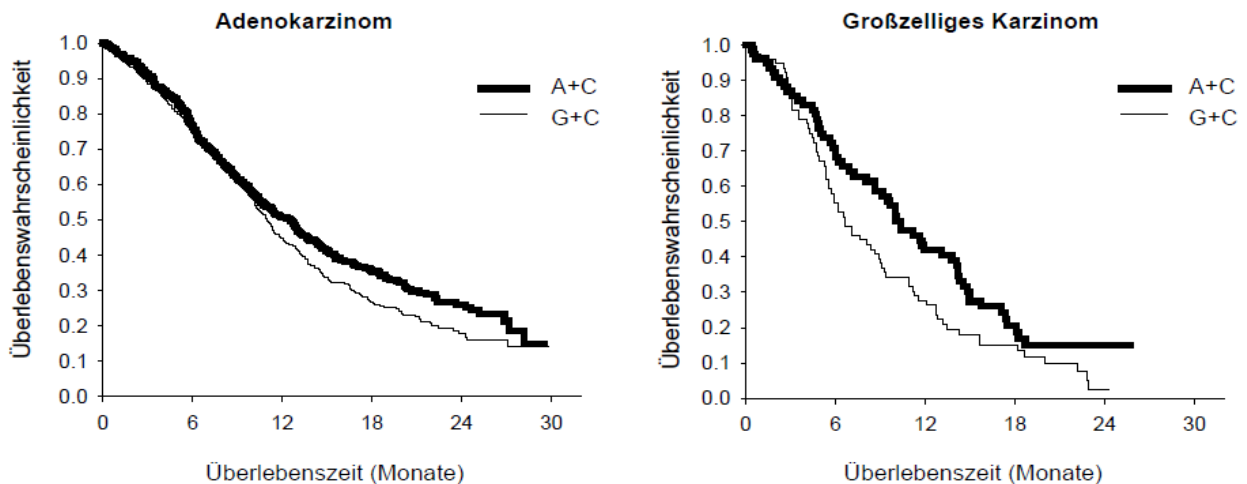 Adenokarzinom
Überlebenswahrscheinlichkeit
1.0
0.9
0.8
0.7
0.6
0.5
0.4
0.3
0.2
0.1
0.0
A+C
G+C
0 6 12 18 24 30
Überlebenszeit (Monate)
Großzelliges Karzinom
Überlebenswahrscheinlichkeit
1.0
0.9
0.8
0.7
0.6
0.5
0.4
0.3
0.2
0.1
0.0
A+C
G+C
0 6 12 18 24 30
Überlebenszeit (Monate)